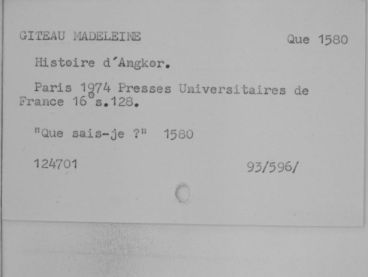 GITEAU MADELEINE Que 1580
Histoire d'Angkor.
Paris 1974 Presses Universitaires de
France 16° s.128.
"Que sais-je ?" 1580
124701 93/596/